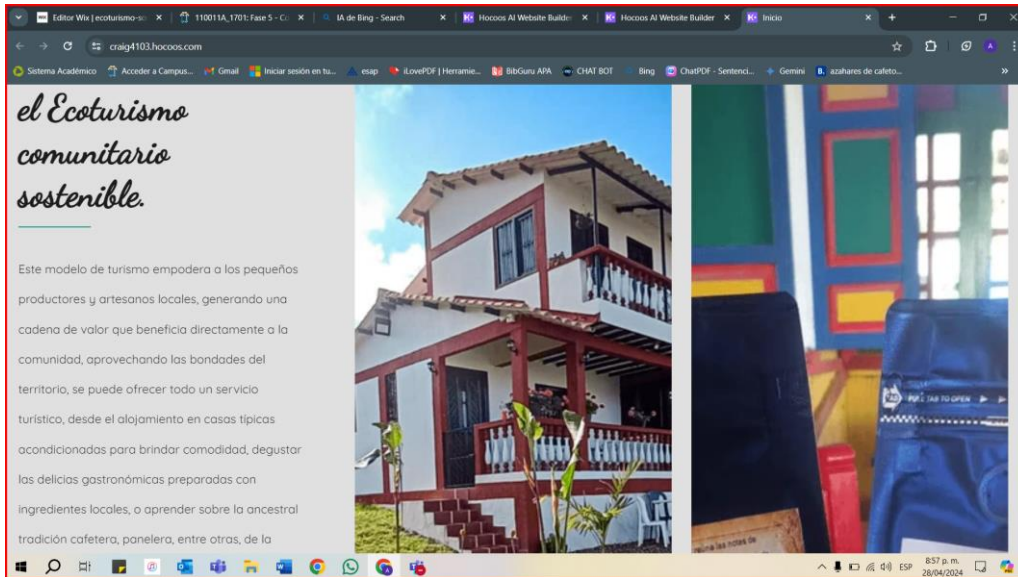 Editor Wix | ecoturismo-so
110011A_1701: Fase 5 - Co
IA de Bing - Search
Hocoos AI Website Builder
Hocoos AI Website Builder
Inicio
craig4103.hocoos.com
Sistema Académico
Acceder a Campus...
Gmail
Iniciar sesión en tu...
esap
iLovePDF | Herramie...
BibGuru APA
CHAT BOT
Bing
ChatPDF - Sentenci...
Gemini
azahares de cafeto...
el Ecoturismo
comunitario
sostenible.
Este modelo de turismo empodera a los pequeños
productores y artesanos locales, generando una
cadena de valor que beneficia directamente a la
comunidad, aprovechando las bondades del
territorio, se puede ofrecer todo un servicio
turístico, desde el alojamiento en casas típicas
acondicionadas para brindar comodidad, degustar
las delicias gastronómicas preparadas con
ingredientes locales, o aprender sobre la ancestral
tradición cafetera, panelera, entre otras, de la
TAB TO OPEN
las notas de
ESP
8:57 p. m.
28/04/2024